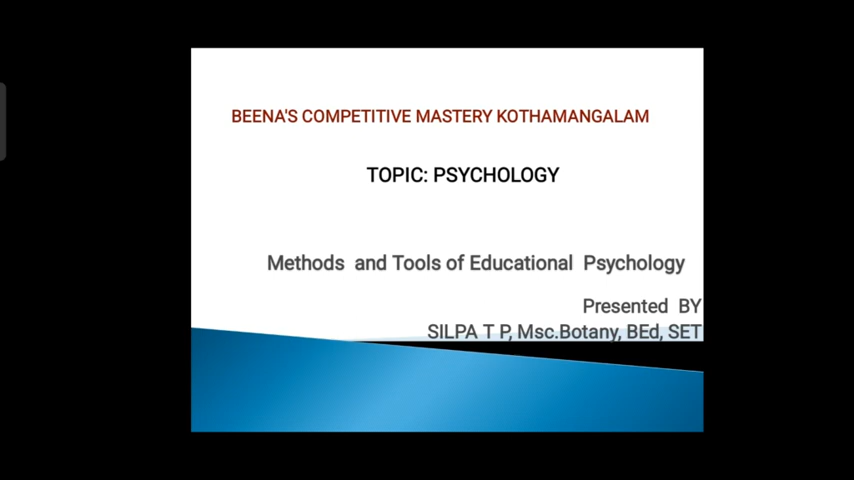 BEENA'S COMPETITIVE MASTERY KOTHAMANGALAM
TOPIC: PSYCHOLOGY
Methods and Tools of Educational Psychology
Presented BY
SILPA T P, Msc.Botany, BEd, SET